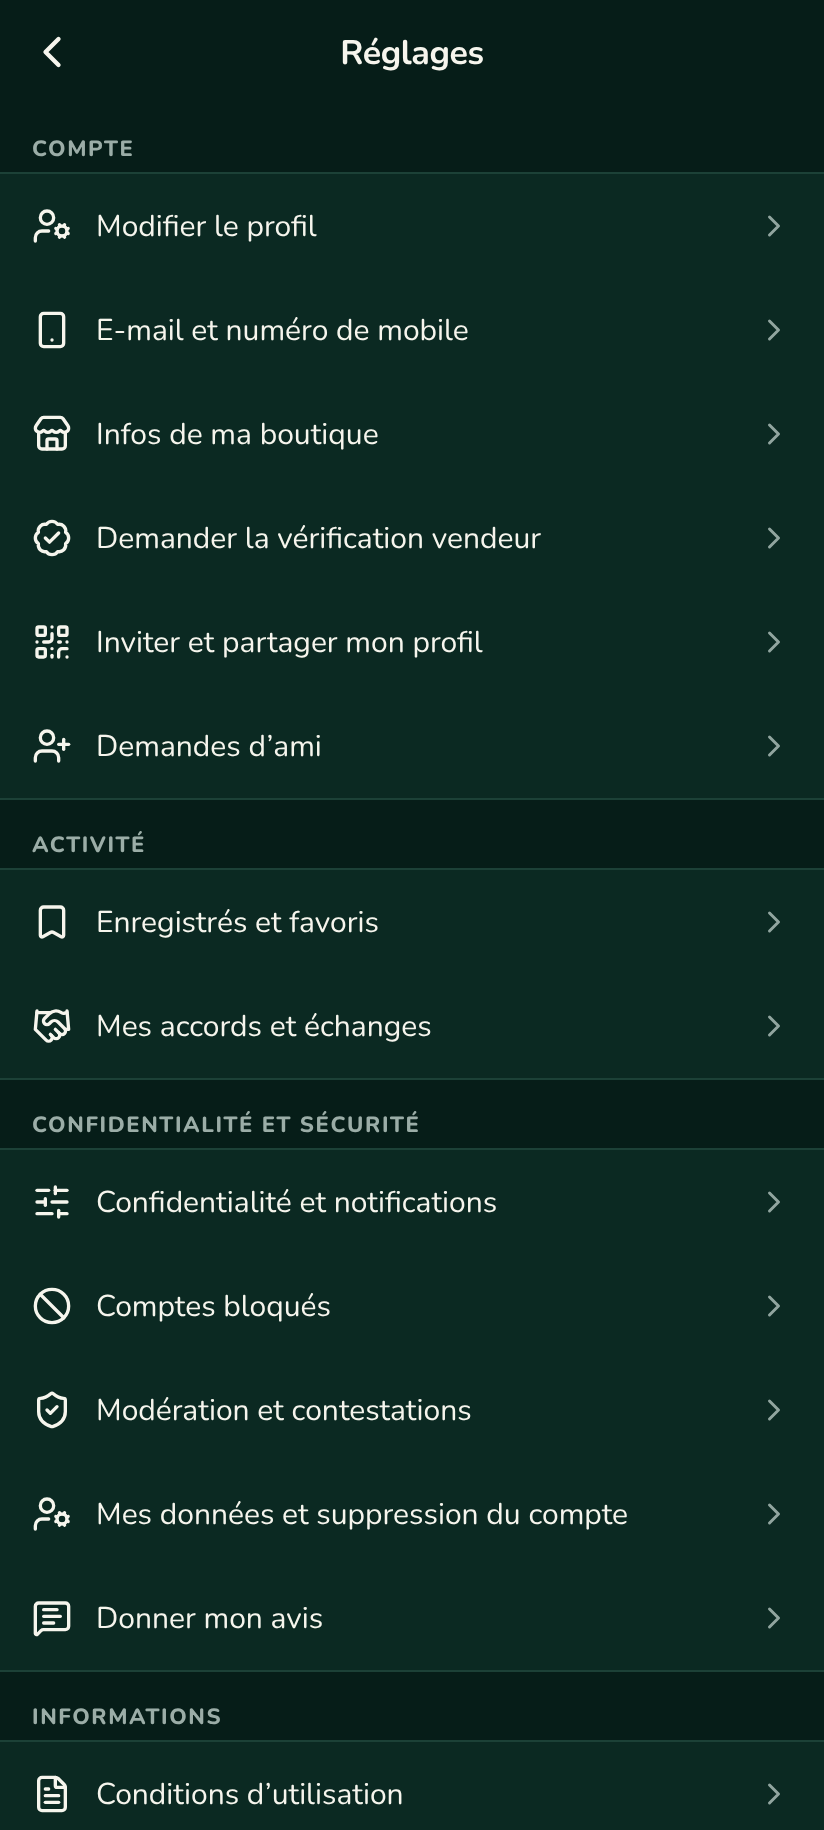 Réglages
COMPTE
Modifier le profil
E-mail et numéro de mobile
Infos de ma boutique
Demander la vérification vendeur
Inviter et partager mon profil
Demandes d’ami
ACTIVITÉ
Enregistrés et favoris
Mes accords et échanges
CONFIDENTIALITÉ ET SÉCURITÉ
Confidentialité et notifications
Comptes bloqués
Modération et contestations
Mes données et suppression du compte
Donner mon avis
INFORMATIONS
Conditions d’utilisation